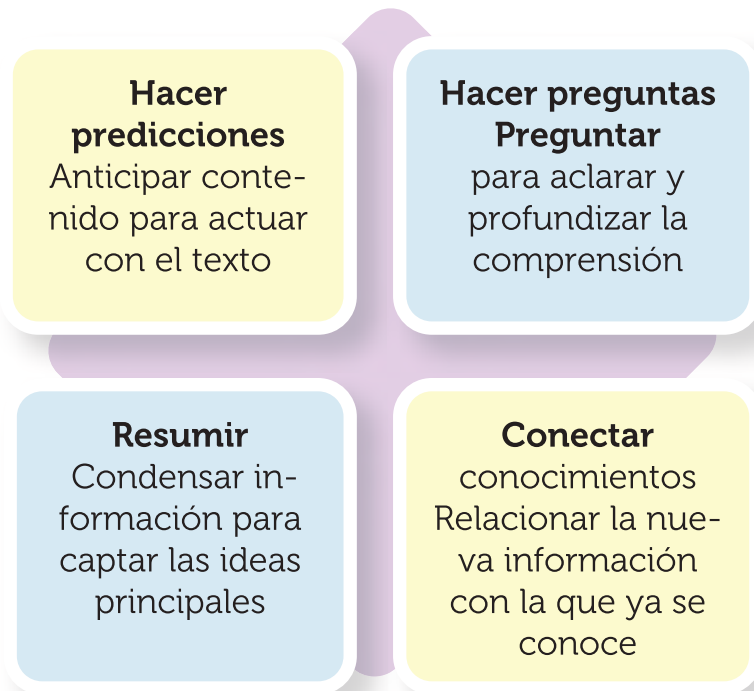 Hacer
predicciones
Anticipar conte-
nido para actuar
con el texto
Hacer preguntas
Preguntar
para aclarar y
profundizar la
comprensión
Resumir
Condensar in-
formación para
captar las ideas
principales
Conectar
conocimientos
Relacionar la nue-
va información
con la que ya se
conoce